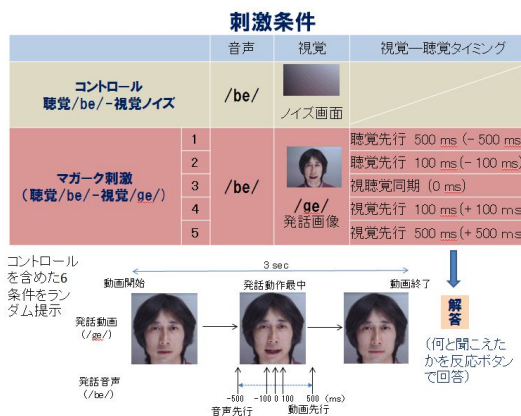 刺激条件
音声 視覚 視覚―聴覚タイミング
コントロール
聴覚/be/-視覚ノイズ
/be/
ノイズ画面
マガーク刺激
(聴覚/be/-視覚/ge/)
/be/
/ge/
発話画像
1 聴覚先行 500 ms (- 500 ms)
2 聴覚先行 100 ms (- 100 ms)
3 視聴覚同期 (0 ms)
4 視覚先行 100 ms (+ 100 ms
5 視覚先行 500 ms (+ 500 ms
コントロール
を含めた6
条件をラン
ダム提示
3 sec
動画開始 発話動作最中 動画終了
発話動画
(/ge/)
発話音声
(/be/)
-500 -100 0 100 500 (ms)
音声先行 動画先行
解
答
(何と聞こえた
かを反応ボタン
で回答)